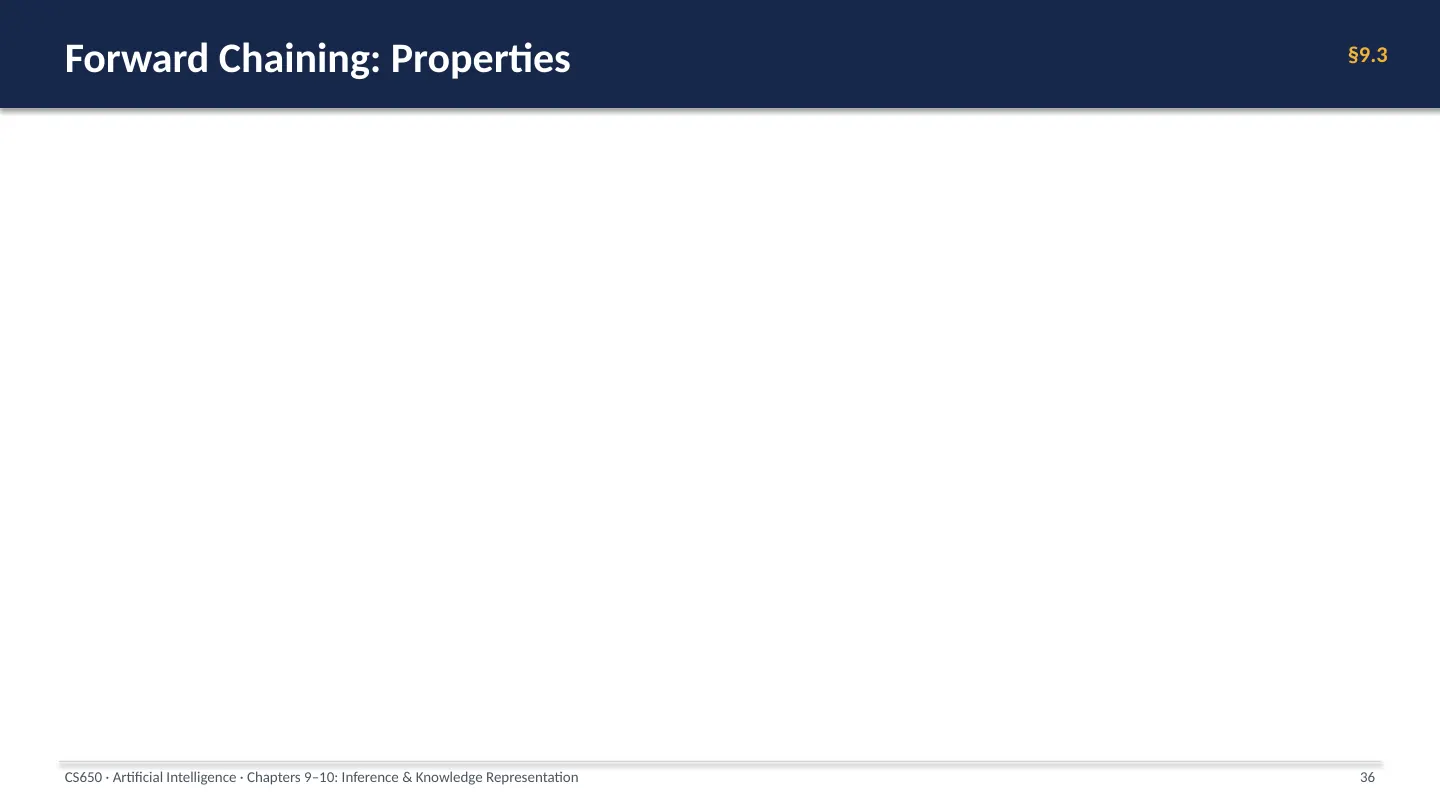 Forward Chaining: Properties
§9.3
CS650 · Artificial Intelligence · Chapters 9–10: Inference & Knowledge Representation
36